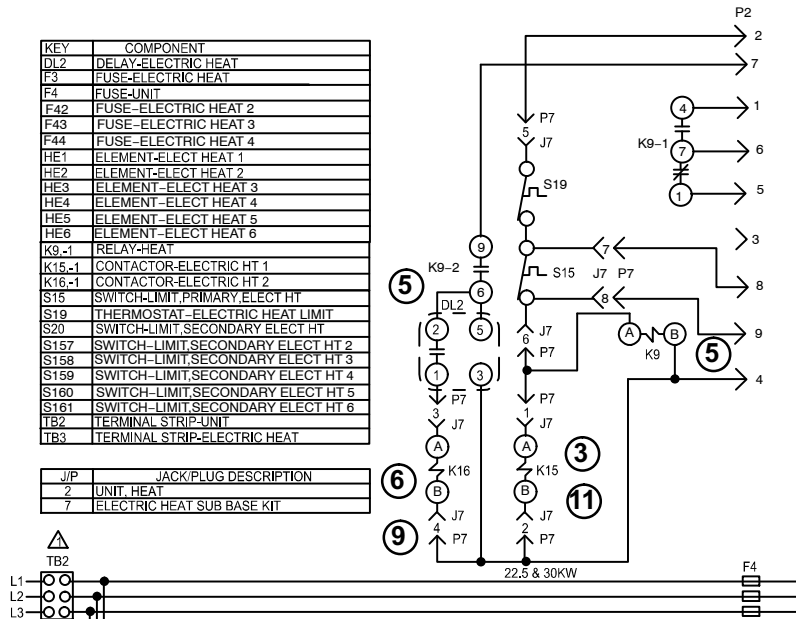 KEY COMPONENT
DL2 DELAY-ELECTRIC HEAT
F3 FUSE-ELECTRIC HEAT
F4 FUSE-UNIT
F42 FUSE–ELECTRIC HEAT 2
F43 FUSE–ELECTRIC HEAT 3
F44 FUSE–ELECTRIC HEAT 4
HE1 ELEMENT-ELECT HEAT 1
HE2 ELEMENT-ELECT HEAT 2
HE3 ELEMENT–ELECT HEAT 3
HE4 ELEMENT–ELECT HEAT 4
HE5 ELEMENT–ELECT HEAT 5
HE6 ELEMENT–ELECT HEAT 6
K9,-1 RELAY-HEAT
K15,-1 CONTACTOR-ELECTRIC HT 1
K16,-1 CONTACTOR-ELECTRIC HT 2
S15 SWITCH-LIMIT,PRIMARY,ELECT HT
S19 THERMOSTAT–ELECTRIC HEAT LIMIT
S20 SWITCH-LIMIT,SECONDARY ELECT HT
S157 SWITCH–LIMIT,SECONDARY ELECT HT 2
S158 SWITCH–LIMIT,SECONDARY ELECT HT 3
S159 SWITCH–LIMIT,SECONDARY ELECT HT 4
S160 SWITCH–LIMIT,SECONDARY ELECT HT 5
S161 SWITCH–LIMIT,SECONDARY ELECT HT 6
TB2 TERMINAL STRIP-UNIT
TB3 TERMINAL STRIP-ELECTRIC HEAT
J/P JACK/PLUG DESCRIPTION
2 UNIT, HEAT
7 ELECTRIC HEAT SUB BASE KIT
P2
2
7
4 1
K9-1 7 6
1 5
3
8
9
4
P7
5
J7
S19
9
K9-2
6
5
DL2
2 5
1 3
7
S15 J7 P7
8
J7
6
P7
A B
K9
5
P7
3
J7
A
K16
6
B
J7
9
4
P7
P7
1
J7
A
3
K15
B
11
J7
2
P7
22.5 & 30KW
1
TB2
L1
L2
L3
F4